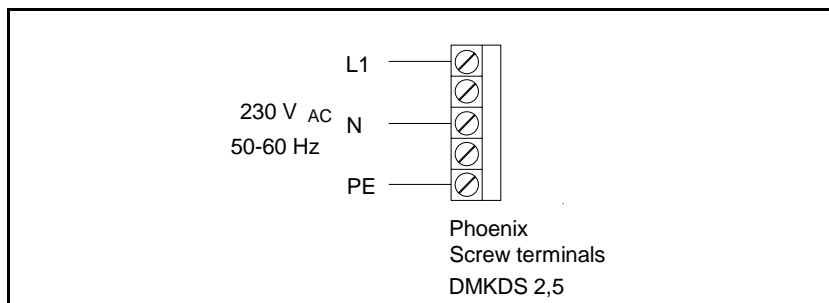 L1
230 V AC N
50-60 Hz
PE
Phoenix
Screw terminals
DMKDS 2,5